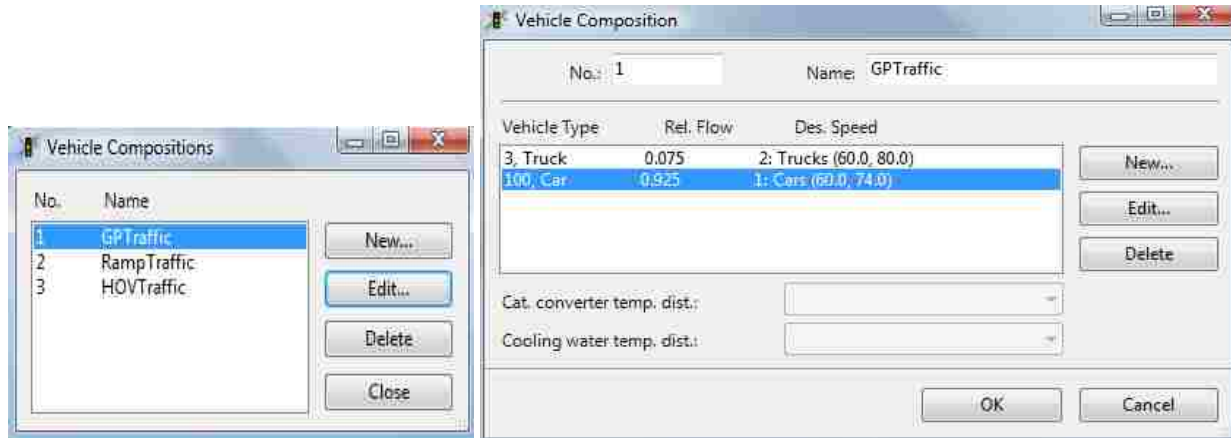 Vehicle Compositions
No. Name
1 GPTraffic
2 RampTraffic
3 HOVTraffic
New...
Edit...
Delete
Close
Vehicle Composition
No.: 1 Name: GPTraffic
Vehicle Type Rel. Flow Des. Speed
3, Truck 0.075 2: Trucks (60.0, 80.0)
100, Car 0.925 1: Cars (60.0, 74.0)
New...
Edit...
Delete
Cat. converter temp. dist.:
Cooling water temp. dist.:
OK Cancel